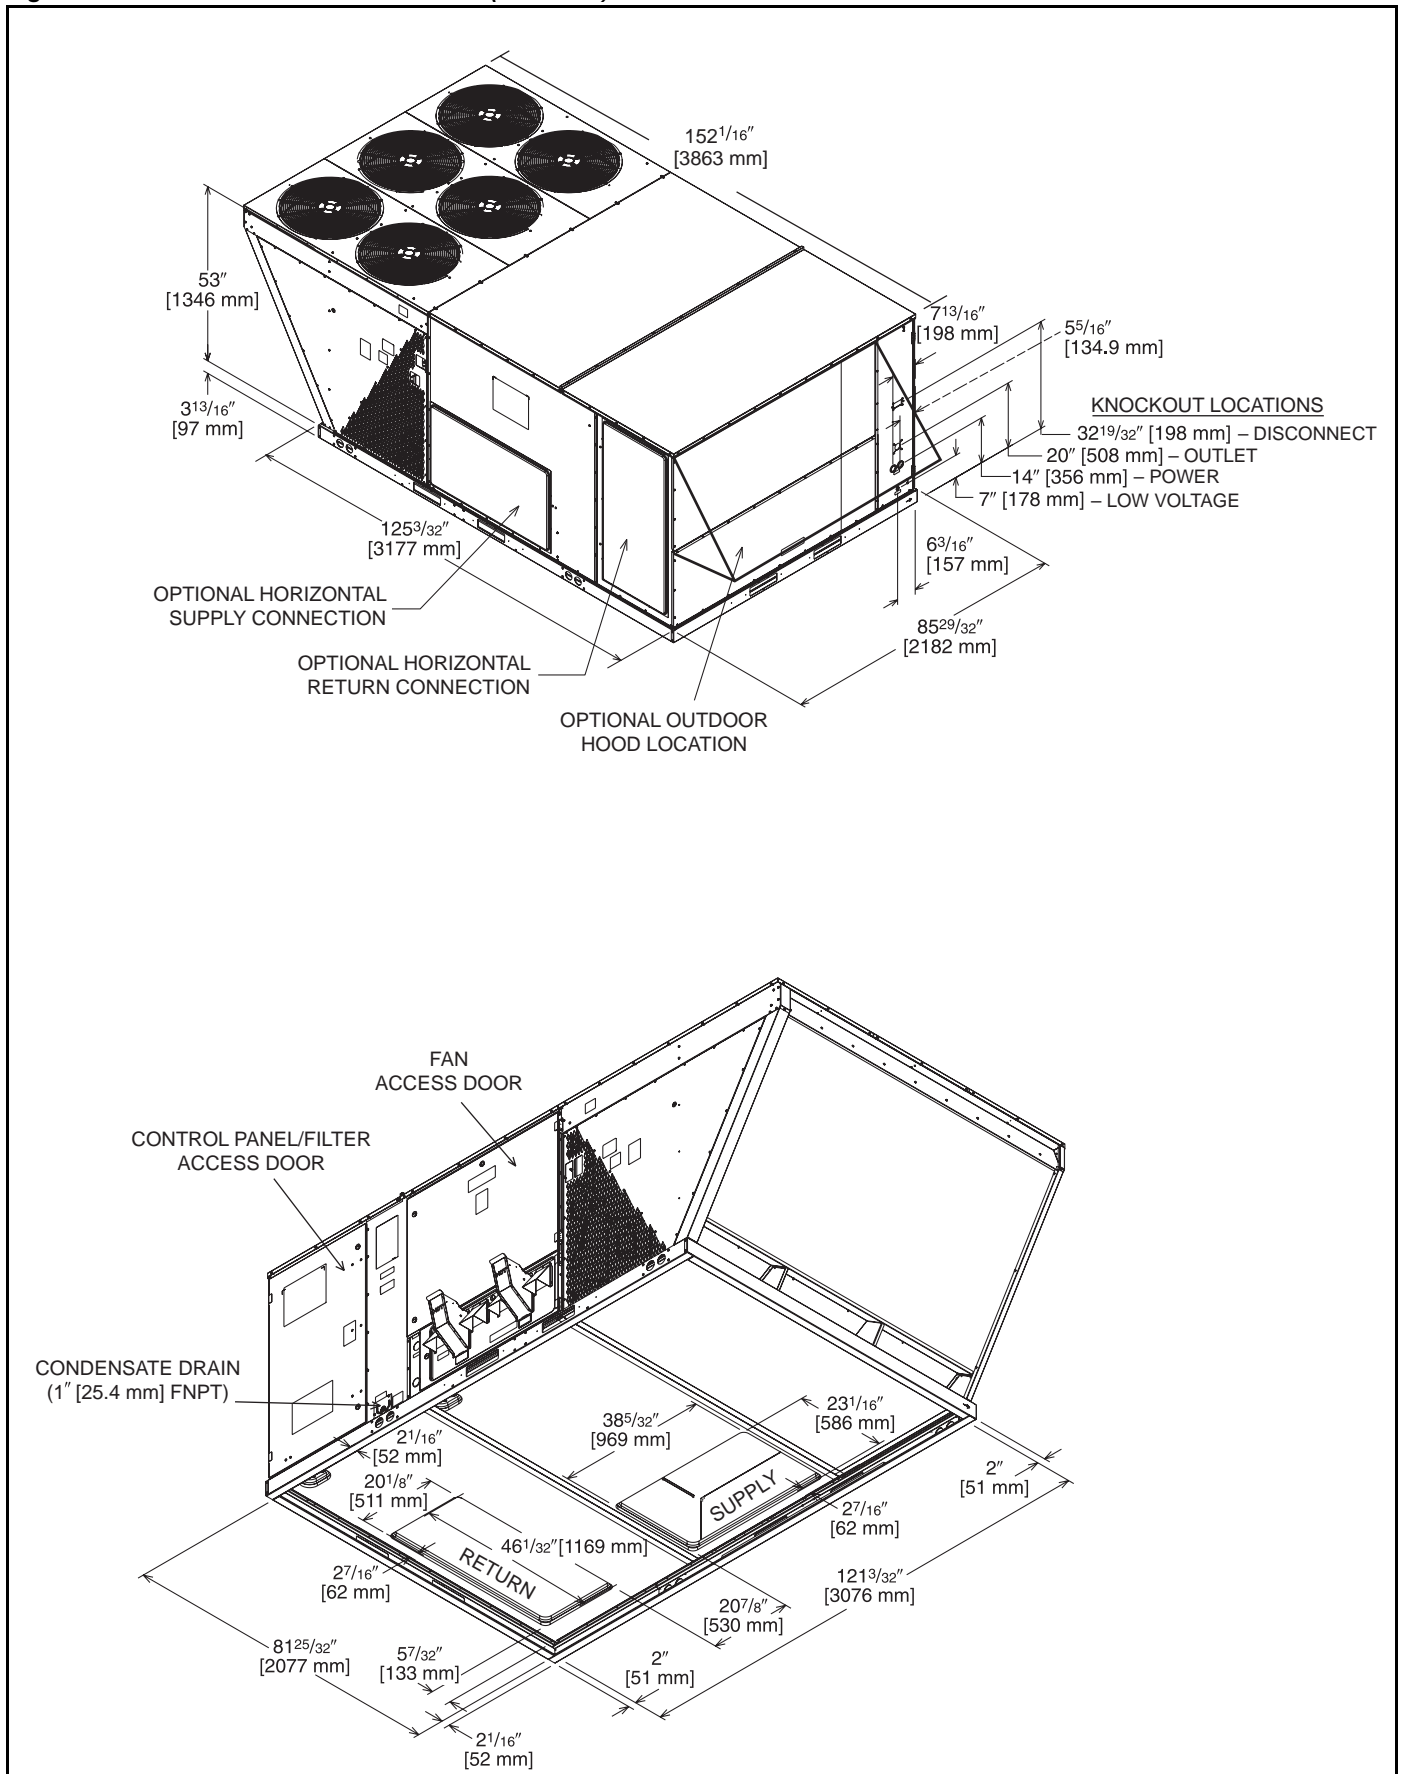 152 1/16"
[3863 mm]
53"
[1346 mm]
3 13/16"
[97 mm]
7 13/16"
[198 mm]
5 5/16"
[134.9 mm]
KNOCKOUT LOCATIONS
32 19/32" [198 mm] – DISCONNECT
20" [508 mm] – OUTLET
14" [356 mm] – POWER
7" [178 mm] – LOW VOLTAGE
125 3/32"
[3177 mm]
6 3/16"
[157 mm]
85 29/32"
[2182 mm]
OPTIONAL HORIZONTAL
SUPPLY CONNECTION
OPTIONAL HORIZONTAL
RETURN CONNECTION
OPTIONAL OUTDOOR
HOOD LOCATION
FAN
ACCESS DOOR
CONTROL PANEL/FILTER
ACCESS DOOR
CONDENSATE DRAIN
(1" [25.4 mm] FNPT)
2 1/16"
[52 mm]
38 5/32"
[969 mm]
23 1/16"
[586 mm]
20 1/8"
[511 mm]
SUPPLY
2"
[51 mm]
2 7/16"
[62 mm]
46 1/32" [1169 mm]
RETURN
2 7/16"
[62 mm]
121 3/32"
[3076 mm]
20 7/8"
[530 mm]
81 25/32"
[2077 mm]
5 7/32"
[133 mm]
2"
[51 mm]
2 1/16"
[52 mm]